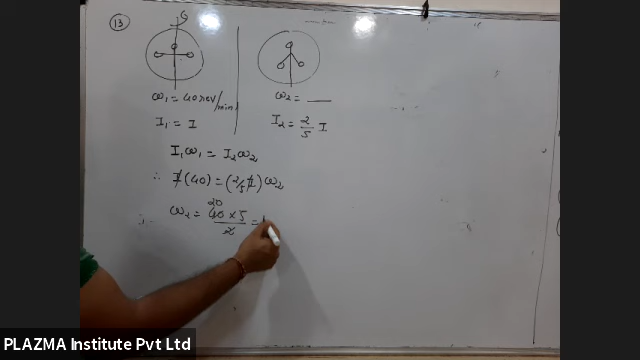 13
ω₁ = 40 rev/min
ω₂ = ___
I₁ = I
I₂ = 2/5 I
I₁ω₁ = I₂ω₂
∴ I(40) = (2/5 I) ω₂
∴ ω₂ = 40 × 5 / 2 =
20
PLAZMA Institute Pvt Ltd